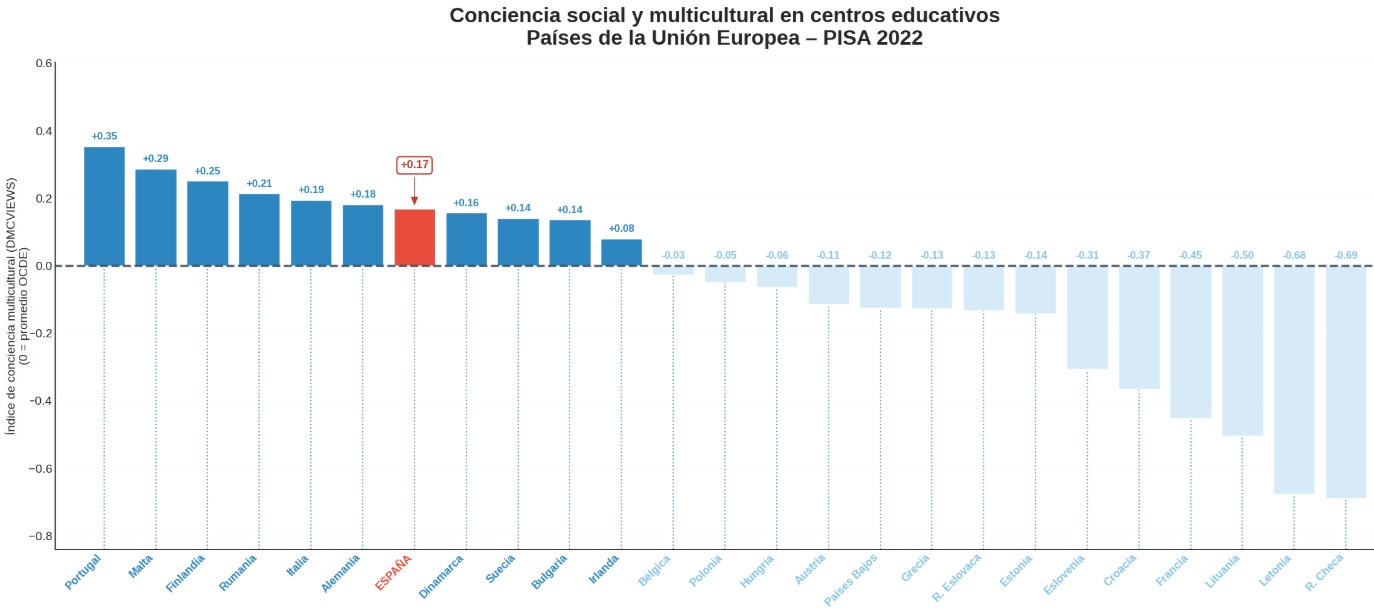 Conciencia social y multicultural en centros educativos
Países de la Unión Europea – PISA 2022
Índice de conciencia multicultural (DMCVIEWS)
(0 = promedio OCDE)
0.6
0.4
0.2
0.0
−0.2
−0.4
−0.6
−0.8
+0.35
+0.29
+0.25
+0.21
+0.19
+0.18
+0.17
+0.16
+0.14
+0.14
+0.08
-0.03
-0.05
-0.06
-0.11
-0.12
-0.13
-0.13
-0.14
-0.31
-0.37
-0.45
-0.50
-0.68
-0.69
Portugal
Malta
Finlandia
Rumanía
Italia
Alemania
ESPAÑA
Dinamarca
Suecia
Bulgaria
Irlanda
Bélgica
Polonia
Hungría
Austria
Países Bajos
Grecia
R. Eslovaca
Estonia
Eslovenia
Croacia
Francia
Lituania
Letonia
R. Checa